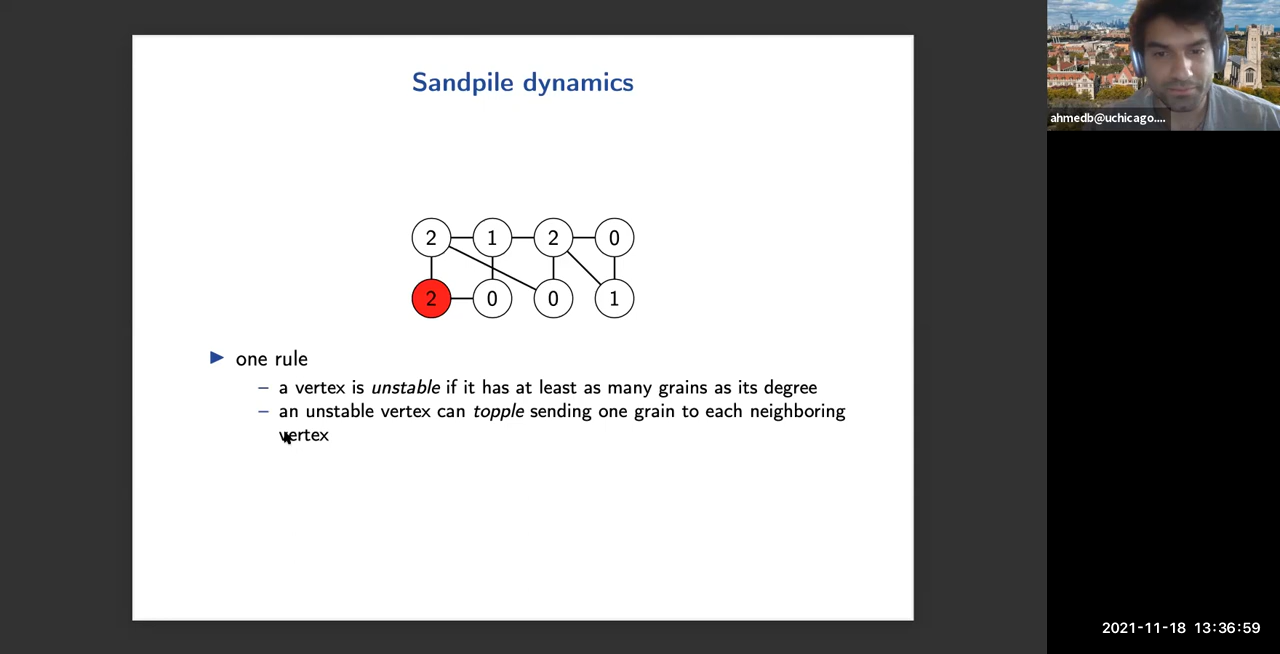 Sandpile dynamics
2 1 2 0
2 0 0 1
one rule
– a vertex is unstable if it has at least as many grains as its degree
– an unstable vertex can topple sending one grain to each neighboring
vertex
ahmedb@uchicago....
2021-11-18 13:36:59